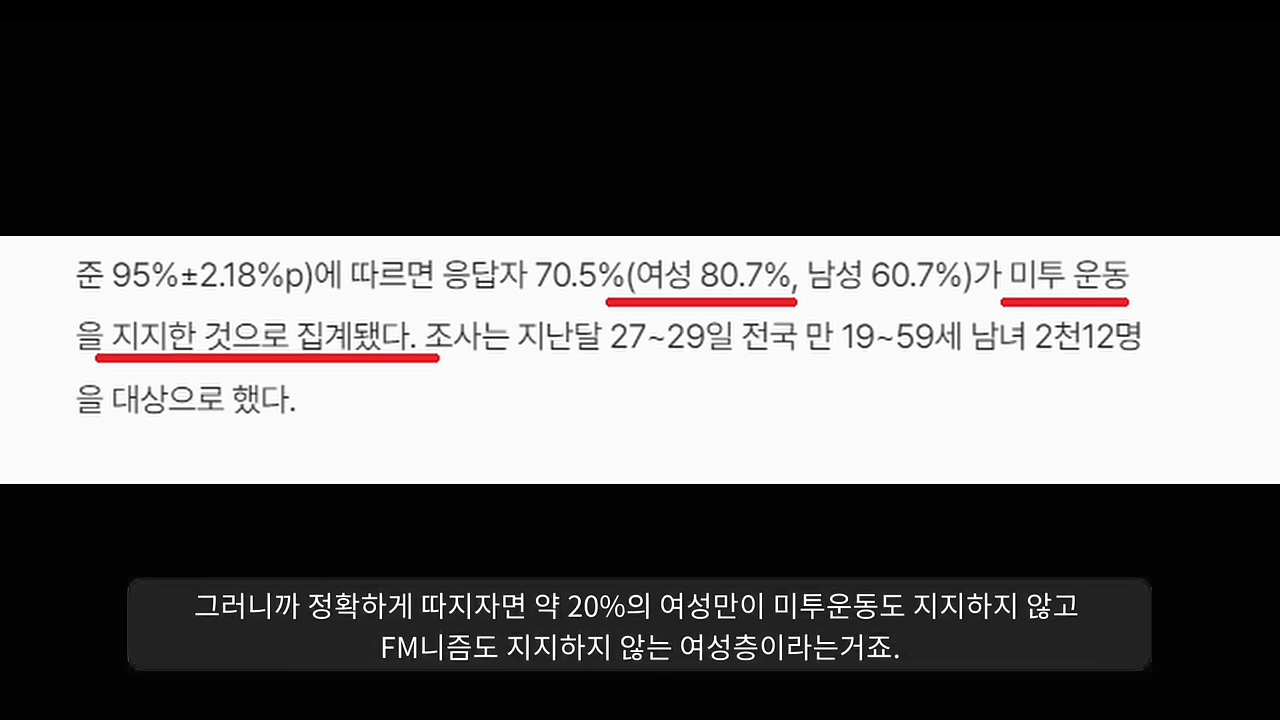 준 95%±2.18%p)에 따르면 응답자 70.5%(여성 80.7%, 남성 60.7%)가 미투 운동
을 지지한 것으로 집계됐다. 조사는 지난달 27~29일 전국 만 19~59세 남녀 2천12명
을 대상으로 했다.
그러니까 정확하게 따지자면 약 20%의 여성만이 미투운동도 지지하지 않고
FM니즘도 지지하지 않는 여성층이라는거죠.